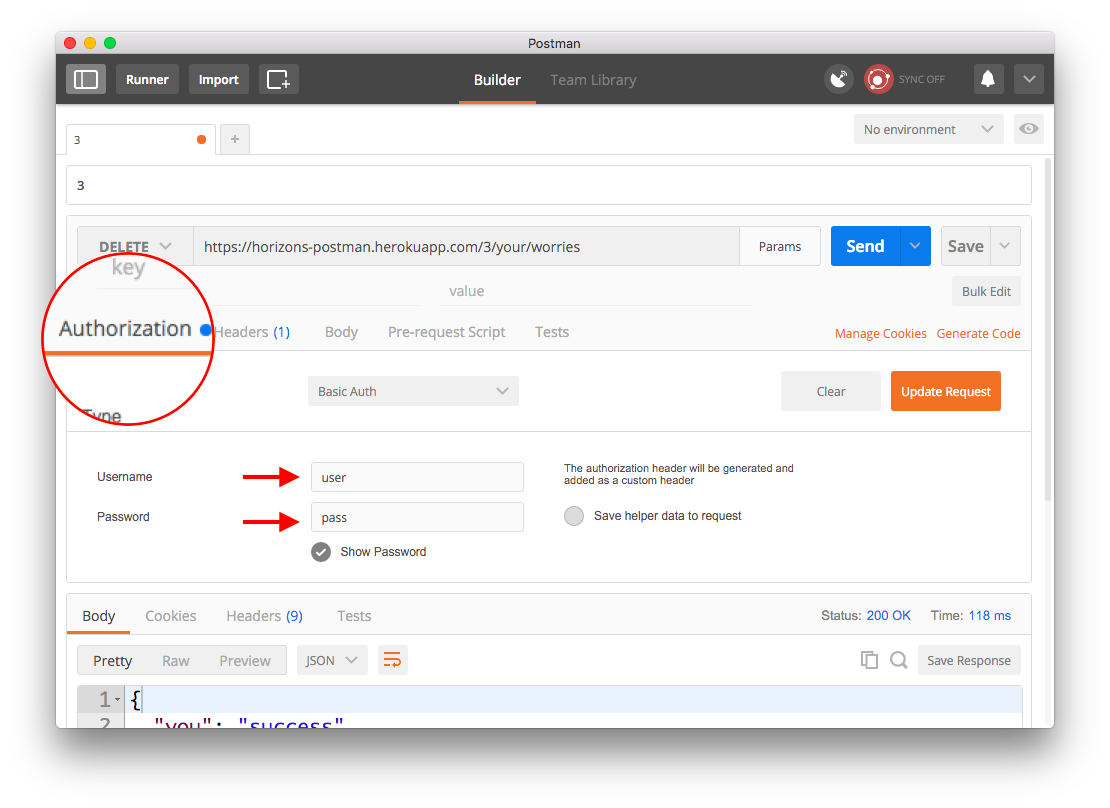 Postman
Runner Import Builder Team Library SYNC OFF
3 + No environment
3
DELETE https://horizons-postman.herokuapp.com/3/your/worries Params Send Save
key value Bulk Edit
Authorization Headers (1) Body Pre-request Script Tests Manage Cookies Generate Code
Type Basic Auth Clear Update Request
Username user The authorization header will be generated and
added as a custom header
Password pass Save helper data to request
Show Password
Body Cookies Headers (9) Tests Status: 200 OK Time: 118 ms
Pretty Raw Preview JSON Save Response
1 {
2 "you": "success"